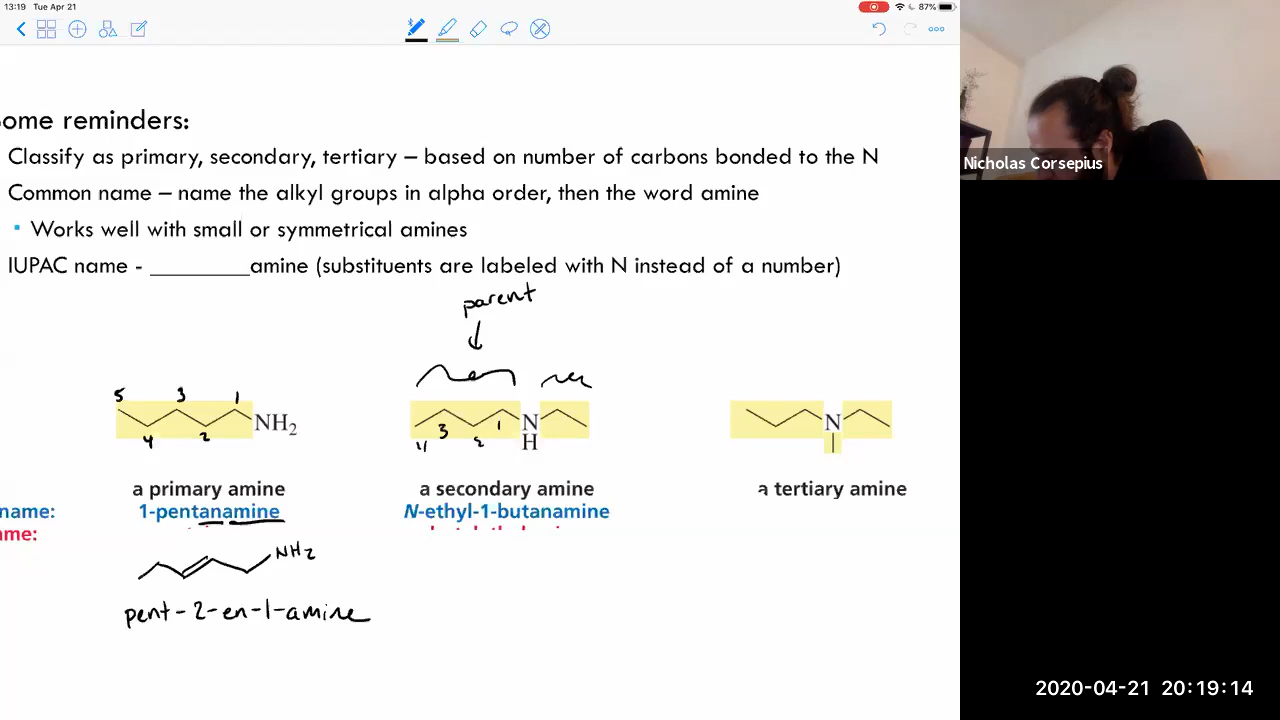 13:19 Tue Apr 21
87%
ome reminders:
Classify as primary, secondary, tertiary – based on number of carbons bonded to the N
Nicholas Corsepius
Common name – name the alkyl groups in alpha order, then the word amine
Works well with small or symmetrical amines
IUPAC name - ________amine (substituents are labeled with N instead of a number)
parent
5 3 1
NH2
4 2
4 3 2 1
N
H
N
a primary amine
a secondary amine
a tertiary amine
name:
1-pentanamine
N-ethyl-1-butanamine
ame:
NH2
pent-2-en-1-amine
2020-04-21 20:19:14